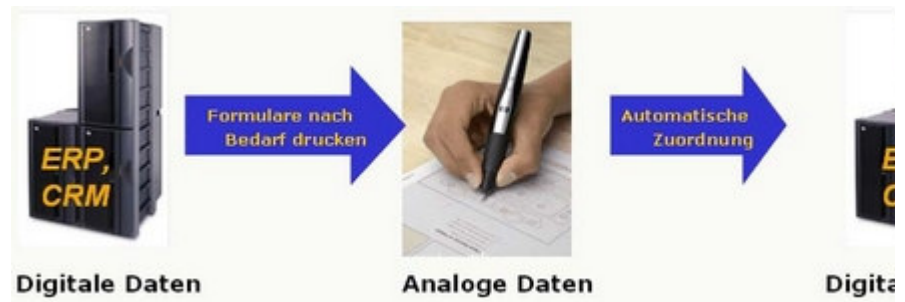 Formulare nach
Bedarf drucken
Automatische
Zuordnung
ERP,
CRM
Digitale Daten
Analoge Daten